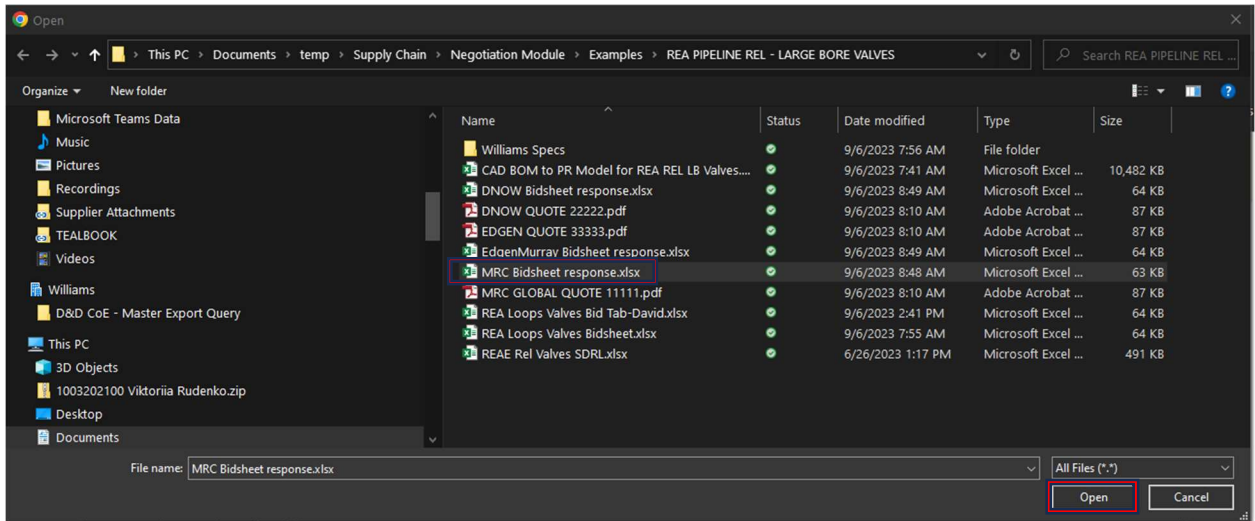 Open
This PC > Documents > temp > Supply Chain > Negotiation Module > Examples > REA PIPELINE REL - LARGE BORE VALVES
Search REA PIPELINE REL ...
Organize New folder
Microsoft Teams Data
Music
Pictures
Recordings
Supplier Attachments
TEALBOOK
Videos
Williams
D&D CoE - Master Export Query
This PC
3D Objects
1003202100 Viktoriia Rudenko.zip
Desktop
Documents
Name Status Date modified Type Size
Williams Specs 9/6/2023 7:56 AM File folder
CAD BOM to PR Model for REA REL LB Valves.... 9/6/2023 7:41 AM Microsoft Excel ... 10,482 KB
DNOW Bidsheet response.xlsx 9/6/2023 8:49 AM Microsoft Excel ... 64 KB
DNOW QUOTE 22222.pdf 9/6/2023 8:10 AM Adobe Acrobat ... 87 KB
EDGEN QUOTE 33333.pdf 9/6/2023 8:10 AM Adobe Acrobat ... 87 KB
EdgenMurray Bidsheet response.xlsx 9/6/2023 8:49 AM Microsoft Excel ... 64 KB
MRC Bidsheet response.xlsx 9/6/2023 8:48 AM Microsoft Excel ... 63 KB
MRC GLOBAL QUOTE 11111.pdf 9/6/2023 8:10 AM Adobe Acrobat ... 87 KB
REA Loops Valves Bid Tab-David.xlsx 9/6/2023 2:41 PM Microsoft Excel ... 64 KB
REA Loops Valves Bidsheet.xlsx 9/6/2023 7:55 AM Microsoft Excel ... 64 KB
REAE Rel Valves SDRL.xlsx 6/26/2023 1:17 PM Microsoft Excel ... 491 KB
File name: MRC Bidsheet response.xlsx All Files (*.*)
Open Cancel